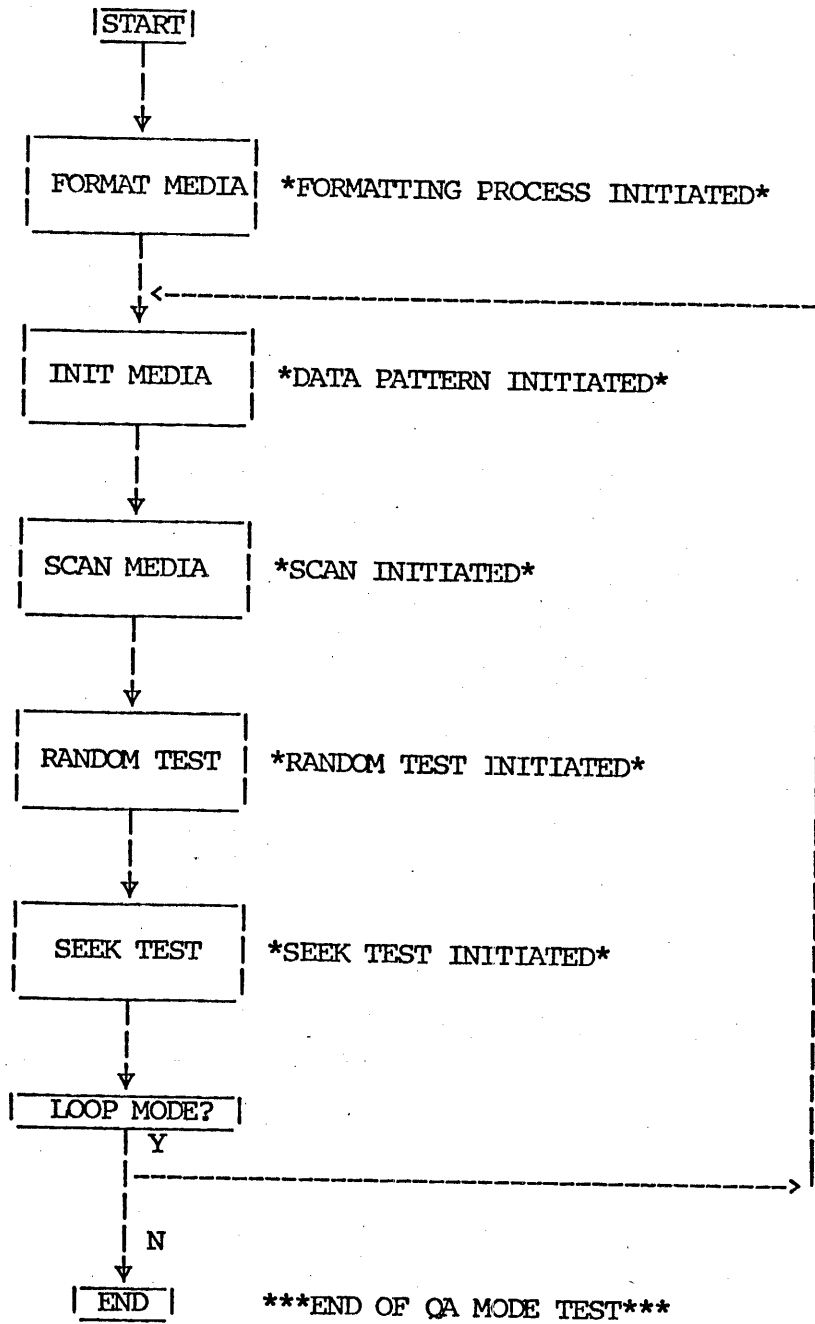 START
FORMAT MEDIA *FORMATTING PROCESS INITIATED*
INIT MEDIA *DATA PATTERN INITIATED*
SCAN MEDIA *SCAN INITIATED*
RANDOM TEST *RANDOM TEST INITIATED*
SEEK TEST *SEEK TEST INITIATED*
LOOP MODE?
Y
N
END ***END OF QA MODE TEST***